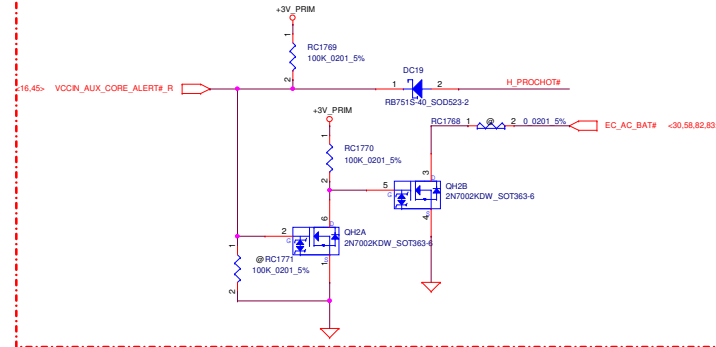 +3V_PRIM
1
RC1769
100K_0201_5%
2
DC19
<16,45> VCCIN_AUX_CORE_ALERT#_R
1
2
H_PROCHOT#
RB751S-40_SOD523-2
+3V_PRIM
1
RC1770
100K_0201_5%
2
RC1768 1 @ 2 0_0201_5%
EC_AC_BAT# <30,58,82,83
3
D
5
G
QH2B
2N7002KDW_SOT363-6
S
4
6
D
2
G
QH2A
2N7002KDW_SOT363-6
S
1
1
@RC1771
100K_0201_5%
2